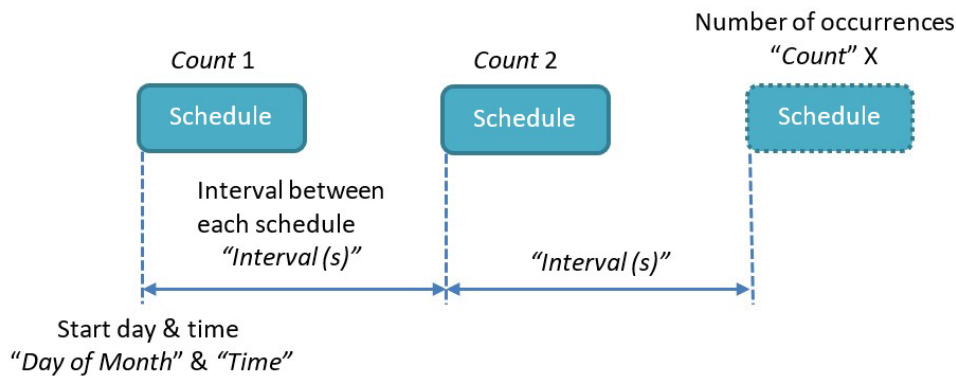 Number of occurrences
“Count” X
Count 1
Count 2
Schedule
Schedule
Schedule
Interval between
each schedule
“Interval (s)”
“Interval (s)”
Start day & time
“Day of Month” & “Time”